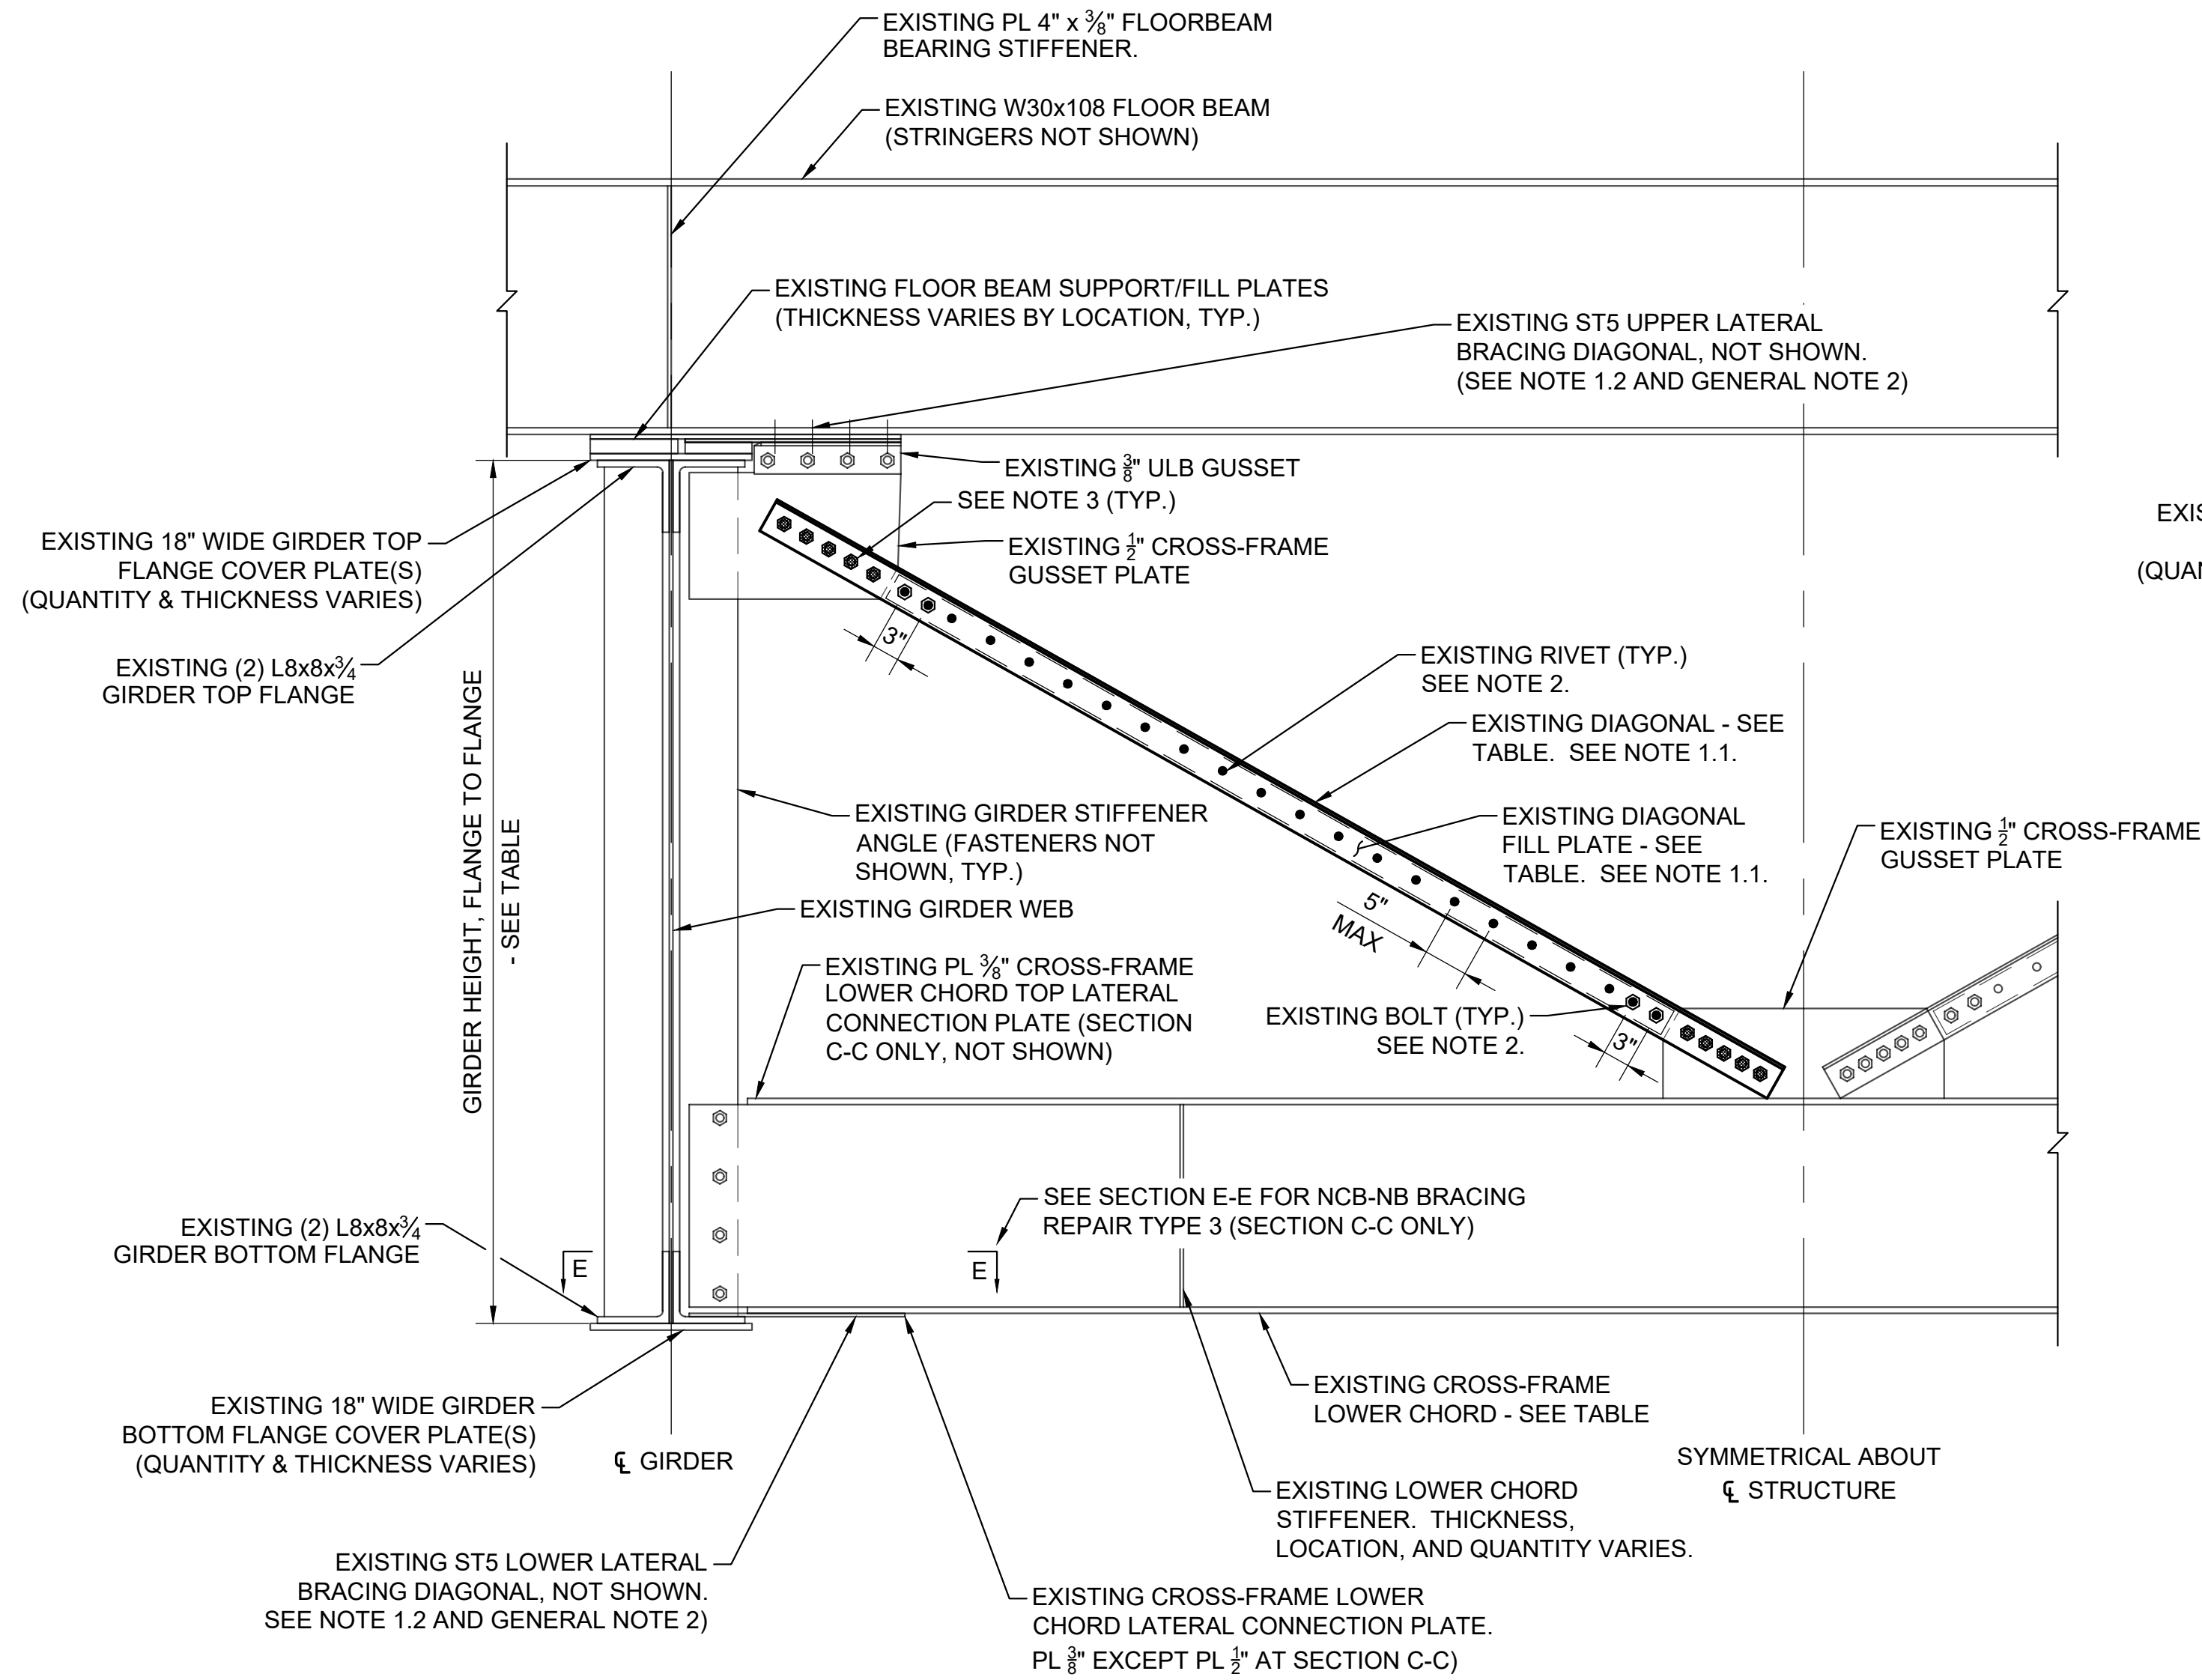 EXISTING PL 4" x 3/8" FLOORBEAM
BEARING STIFFENER.
EXISTING W30x108 FLOOR BEAM
(STRINGERS NOT SHOWN)
EXISTING FLOOR BEAM SUPPORT/FILL PLATES
(THICKNESS VARIES BY LOCATION, TYP.)
EXISTING ST5 UPPER LATERAL
BRACING DIAGONAL, NOT SHOWN.
(SEE NOTE 1.2 AND GENERAL NOTE 2)
EXISTING 3/8" ULB GUSSET
SEE NOTE 3 (TYP.)
EXISTING 1/2" CROSS-FRAME
GUSSET PLATE
EXISTING 18" WIDE GIRDER TOP
FLANGE COVER PLATE(S)
(QUANTITY & THICKNESS VARIES)
EXISTING (2) L8x8x3/4
GIRDER TOP FLANGE
EXIS
(QUAN
3"
GIRDER HEIGHT, FLANGE TO FLANGE
- SEE TABLE
EXISTING RIVET (TYP.)
SEE NOTE 2.
EXISTING DIAGONAL - SEE
TABLE. SEE NOTE 1.1.
EXISTING DIAGONAL
FILL PLATE - SEE
TABLE. SEE NOTE 1.1.
EXISTING 1/2" CROSS-FRAME
GUSSET PLATE
EXISTING GIRDER STIFFENER
ANGLE (FASTENERS NOT
SHOWN, TYP.)
EXISTING GIRDER WEB
5"
MAX
EXISTING PL 3/8" CROSS-FRAME
LOWER CHORD TOP LATERAL
CONNECTION PLATE (SECTION
C-C ONLY, NOT SHOWN)
EXISTING BOLT (TYP.)
SEE NOTE 2.
3"
SEE SECTION E-E FOR NCB-NB BRACING
REPAIR TYPE 3 (SECTION C-C ONLY)
EXISTING (2) L8x8x3/4
GIRDER BOTTOM FLANGE
E
E
EXISTING 18" WIDE GIRDER
BOTTOM FLANGE COVER PLATE(S)
(QUANTITY & THICKNESS VARIES)
℄ GIRDER
EXISTING CROSS-FRAME
LOWER CHORD - SEE TABLE
SYMMETRICAL ABOUT
℄ STRUCTURE
EXISTING LOWER CHORD
STIFFENER. THICKNESS,
LOCATION, AND QUANTITY VARIES.
EXISTING ST5 LOWER LATERAL
BRACING DIAGONAL, NOT SHOWN.
SEE NOTE 1.2 AND GENERAL NOTE 2)
EXISTING CROSS-FRAME LOWER
CHORD LATERAL CONNECTION PLATE.
PL 3/8" EXCEPT PL 1/2" AT SECTION C-C)